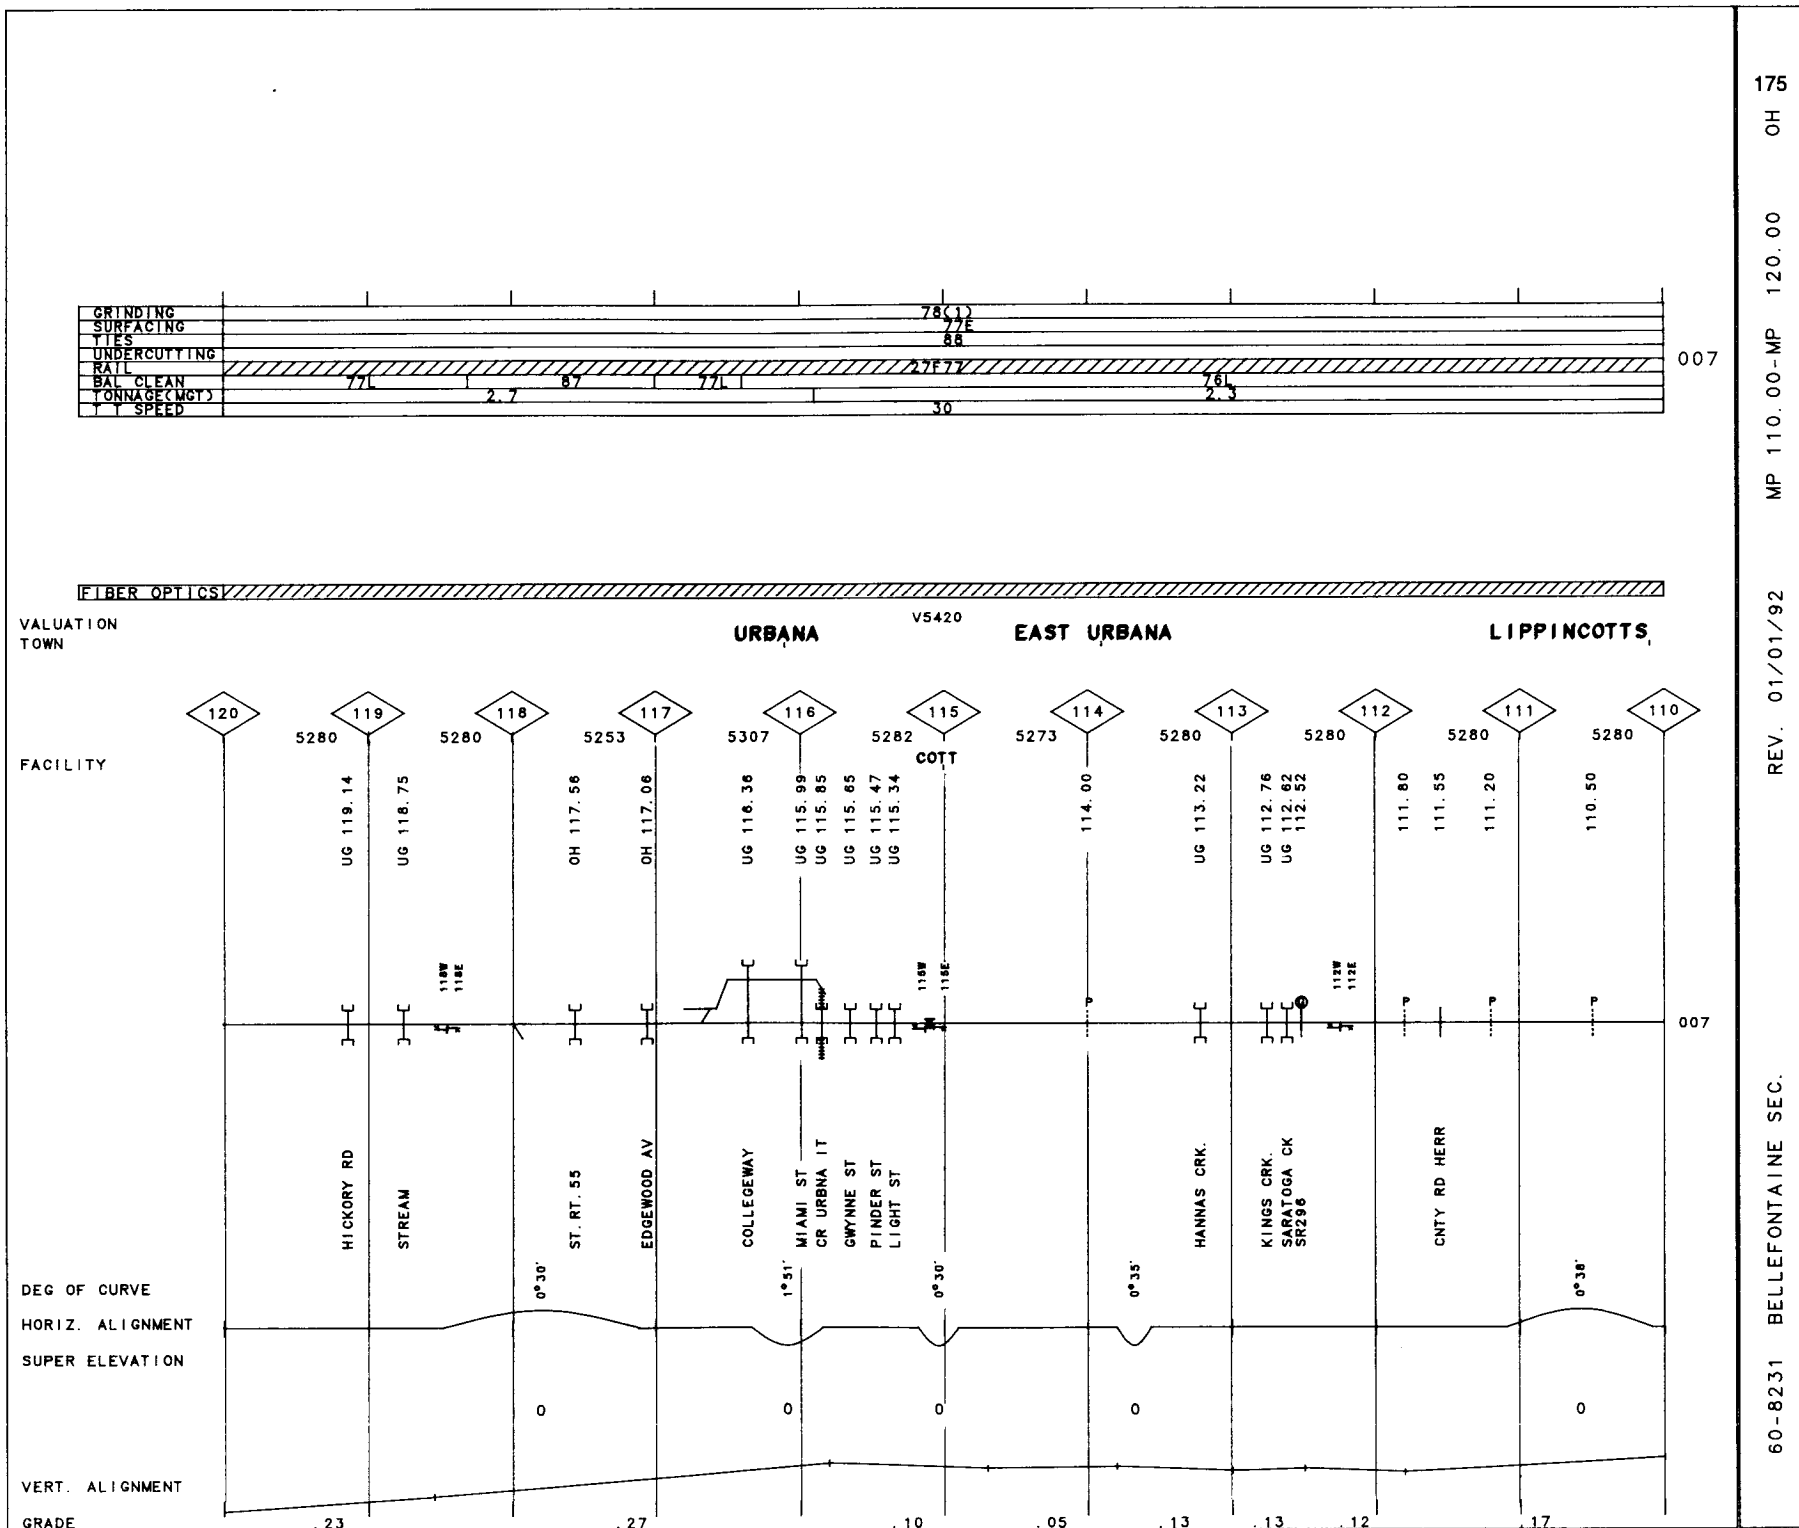 GRINDING 78(1)
SURFACING 77E
TIES 88
UNDERCUTTING
RAIL 27F77
BAL CLEAN 77L 87 77L 76L
TONNAGE(MGT) 2.7 2.3
T T SPEED 30
007
FIBER OPTICS
VALUATION V5420
TOWN URBANA EAST URBANA LIPPINCOTTS
120 119 118 117 116 115 114 113 112 111 110
5280 5280 5253 5307 5282 5273 5280 5280 5280 5280
COTT
FACILITY
UG 119.14
UG 118.75
OH 117.56
OH 117.06
UG 116.36
UG 115.99
UG 115.85
UG 115.65
UG 115.47
UG 115.34
114.00
UG 113.22
UG 112.76
UG 112.62
112.52
111.80
111.55
111.20
110.50
118W
118E
115W
115E
112W
112E
P P P P
007
HICKORY RD
STREAM
ST.RT.55
EDGEWOOD AV
COLLEGEWAY
MIAMI ST
CR URBNA IT
GWYNNE ST
PINDER ST
LIGHT ST
HANNAS CRK.
KINGS CRK.
SARATOGA CK
SR296
CNTY RD HERR
DEG OF CURVE 0°30' 1°51' 0°30' 0°35' 0°38'
HORIZ. ALIGNMENT
SUPER ELEVATION
0 0 0 0 0
VERT. ALIGNMENT
GRADE .23 .27 .10 .05 .13 .13 .12 .17
175
OH
MP 110.00-MP 120.00
REV. 01/01/92
60-8231 BELLEFONTAINE SEC.